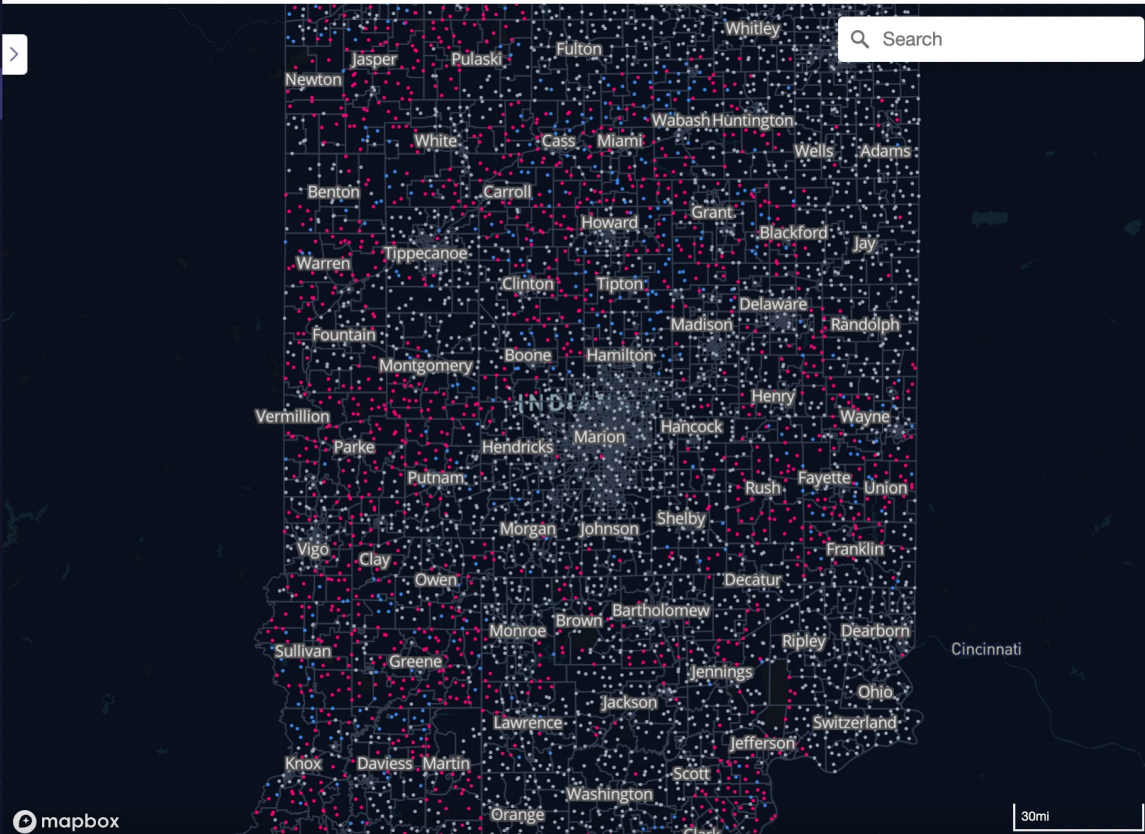 Whitley
Search
Fulton
Jasper
Pulaski
Newton
Wabash
Huntington
White
Cass
Miami
Wells
Adams
Benton
Carroll
Grant
Howard
Blackford
Jay
Tippecanoe
Warren
Clinton
Tipton
Delaware
Madison
Randolph
Fountain
Boone
Hamilton
Montgomery
Henry
Vermillion
Wayne
Hancock
Marion
Parke
Hendricks
Putnam
Fayette
Rush
Union
Shelby
Morgan
Johnson
Vigo
Franklin
Clay
Owen
Decatur
Bartholomew
Brown
Monroe
Dearborn
Ripley
Cincinnati
Sullivan
Greene
Jennings
Ohio
Jackson
Lawrence
Switzerland
Jefferson
Knox
Daviess
Martin
Scott
Washington
Orange
30mi
mapbox
Clark